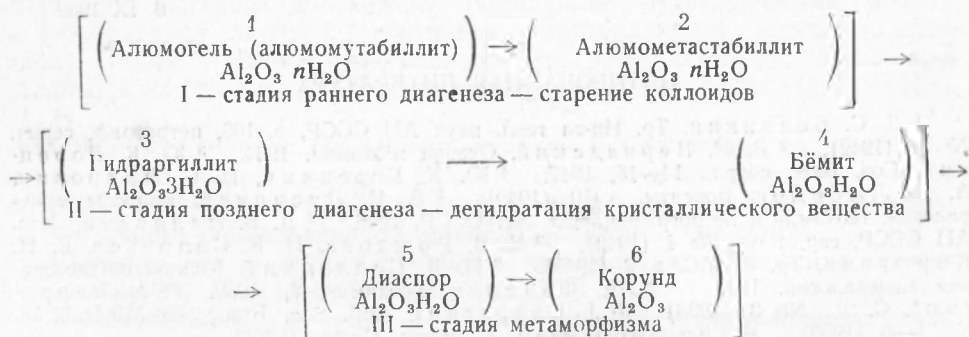 1 2
Алюмогель (алюмомутабиллит) → Алюмометастабиллит
Al₂O₃ nH₂O Al₂O₃ nH₂O →
I — стадия раннего диагенеза — старение коллоидов
3 4
Гидраргиллит → Бёмит
Al₂O₃3H₂O Al₂O₃H₂O →
II — стадия позднего диагенеза — дегидратация кристаллического вещества
5 6
→ Диаспор → Корунд
Al₂O₃H₂O Al₂O₃
III — стадия метаморфизма